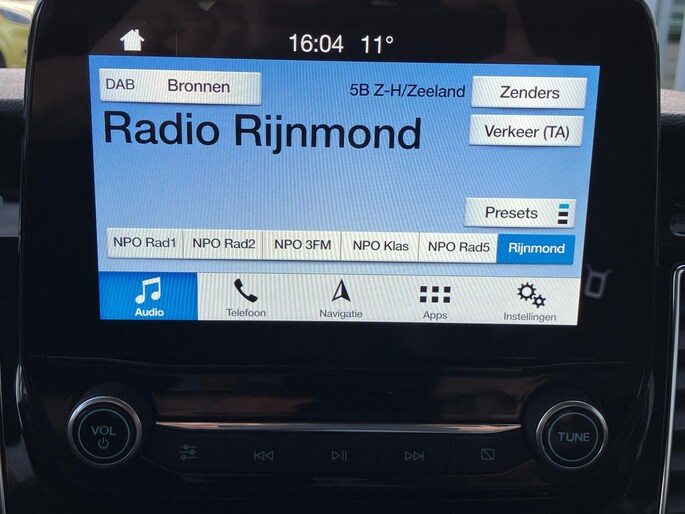 16:04 11°
DAB Bronnen
5B Z-H/Zeeland
Zenders
Radio Rijnmond
Verkeer (TA)
Presets
NPO Rad1 NPO Rad2 NPO 3FM NPO Klas NPO Rad5 Rijnmond
Audio Telefoon Navigatie Apps Instellingen
VOL
TUNE